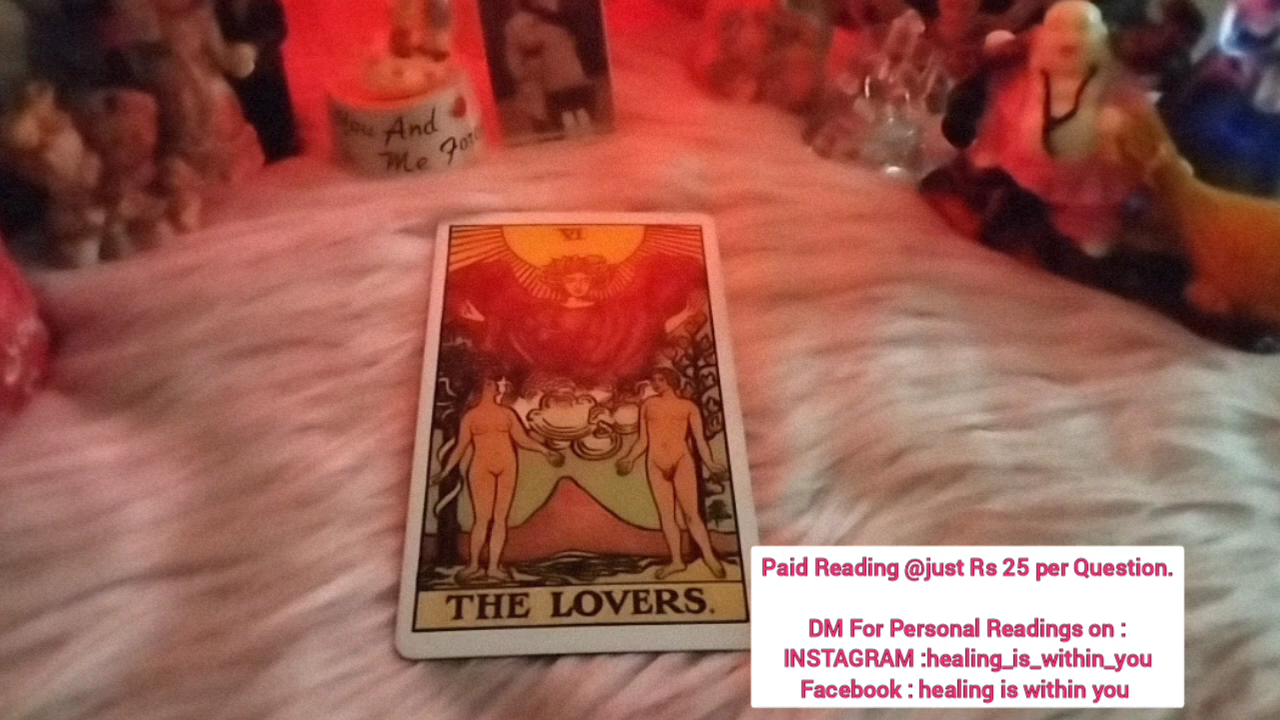 You And
Me For
VI
THE LOVERS.
Paid Reading @just Rs 25 per Question.
DM For Personal Readings on :
INSTAGRAM :healing_is_within_you
Facebook : healing is within you